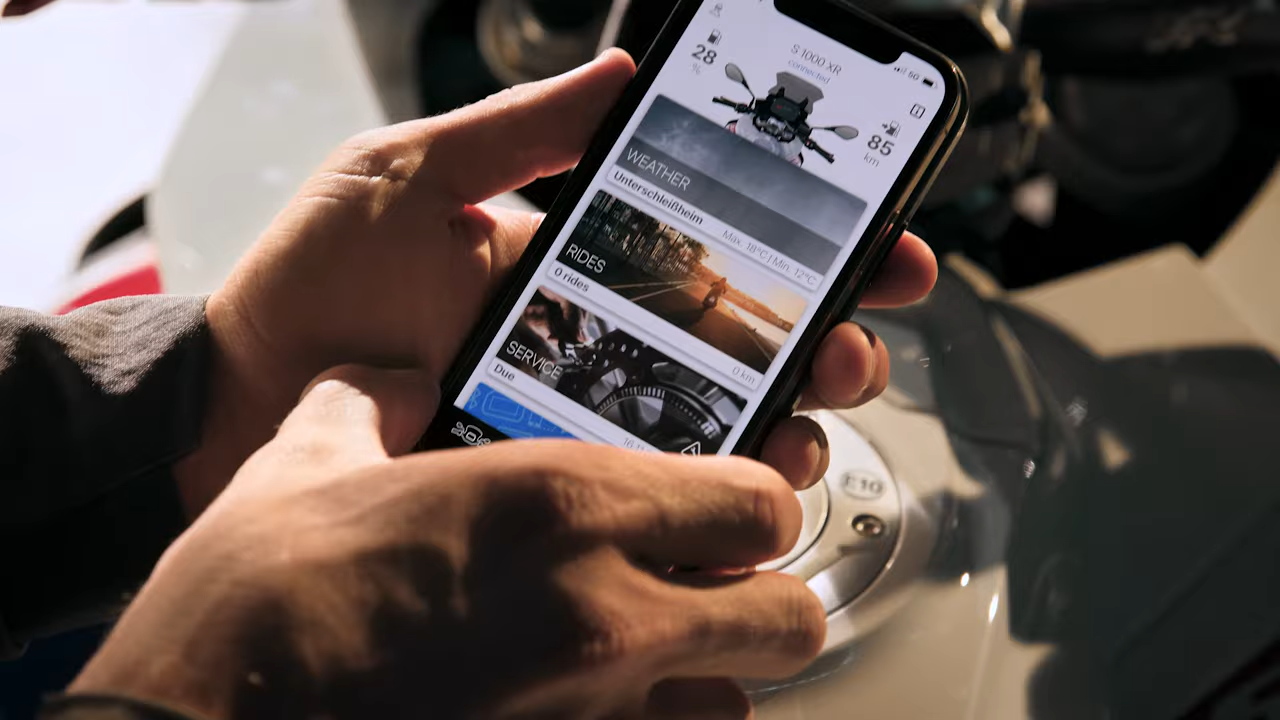 S 1000 XR
connected
5G
28
%
85
km
WEATHER
Unterschleißheim
Max. 18°C | Min. 12°C
RIDES
0 rides
0 km
SERVICE
Due
E10